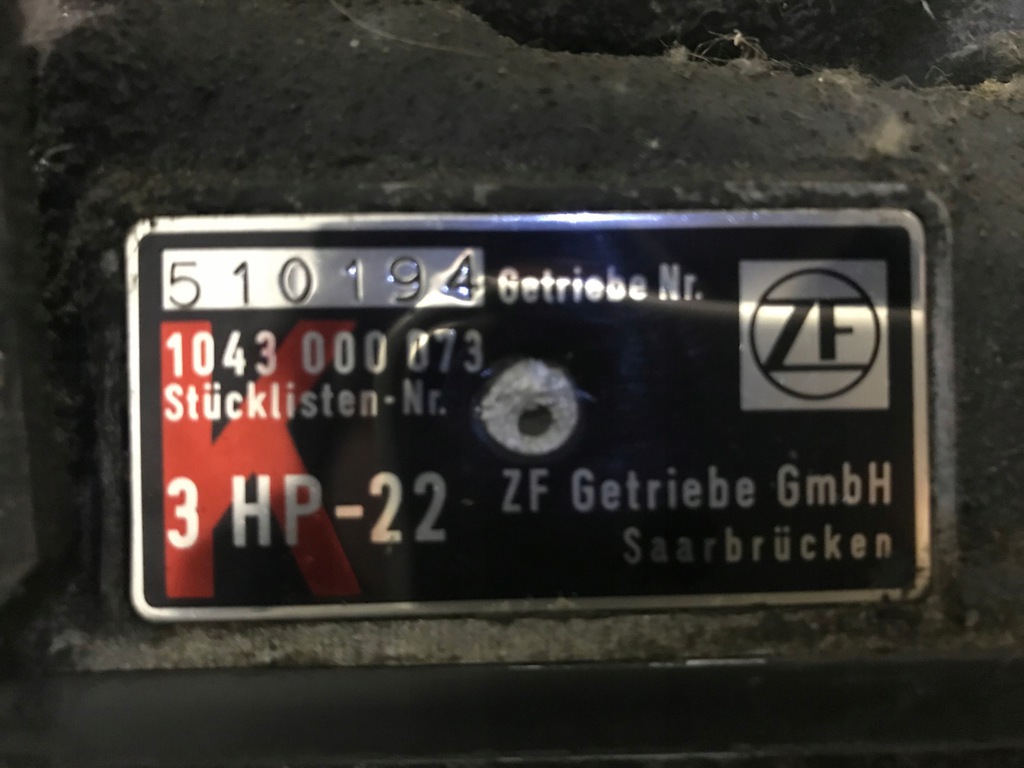 510194 Getriebe Nr.
ZF
1043 000 073
Stücklisten-Nr.
K
3 HP-22
ZF Getriebe GmbH
Saarbrücken